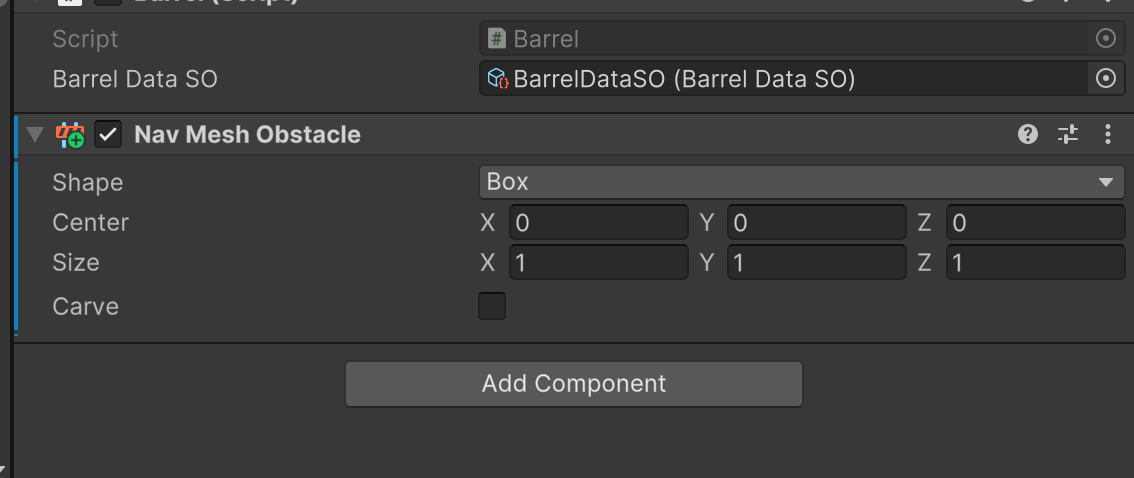 Script # Barrel
Barrel Data SO BarrelDataSO (Barrel Data SO)
Nav Mesh Obstacle
Shape Box
Center X 0 Y 0 Z 0
Size X 1 Y 1 Z 1
Carve
Add Component